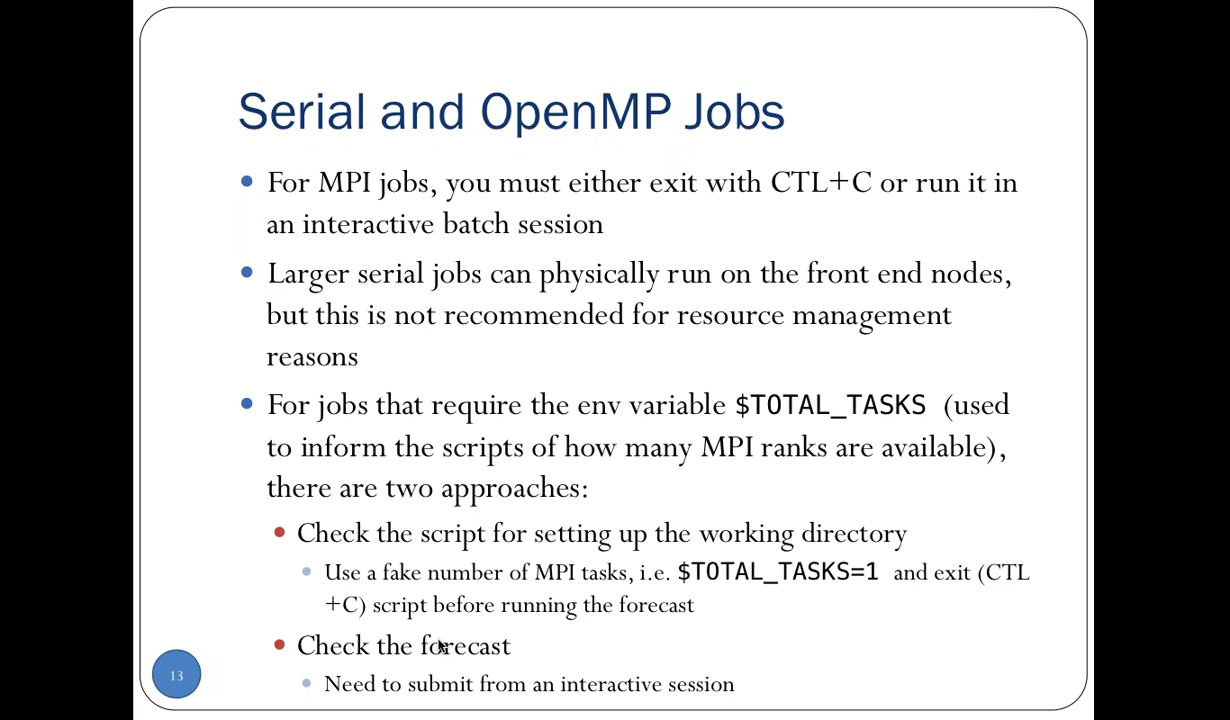 Serial and OpenMP Jobs
• For MPI jobs, you must either exit with CTL+C or run it in
an interactive batch session
• Larger serial jobs can physically run on the front end nodes,
but this is not recommended for resource management
reasons
• For jobs that require the env variable $TOTAL_TASKS (used
to inform the scripts of how many MPI ranks are available),
there are two approaches:
• Check the script for setting up the working directory
• Use a fake number of MPI tasks, i.e. $TOTAL_TASKS=1 and exit (CTL
+C) script before running the forecast
• Check the forecast
• Need to submit from an interactive session
13